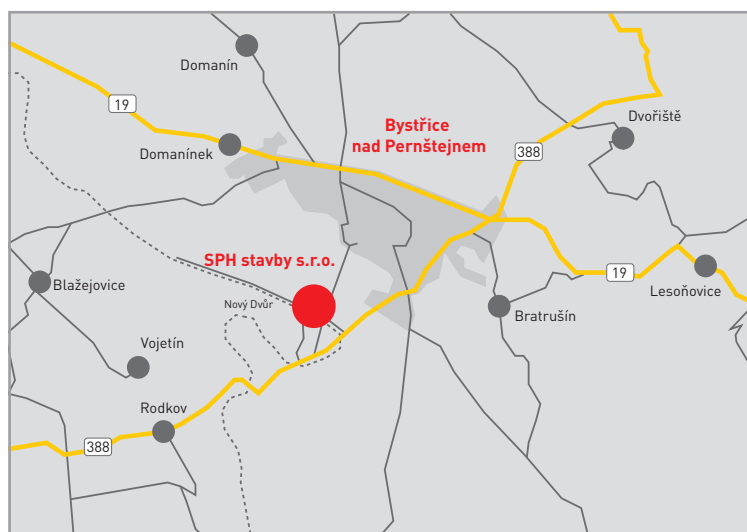 Domanín
19
Bystřice
nad Pernštejnem
Dvořiště
Domanínek
388
SPH stavby s.r.o.
19
Blažejovice
Nový Dvůr
Lesoňovice
Bratrušín
Vojetín
Rodkov
388